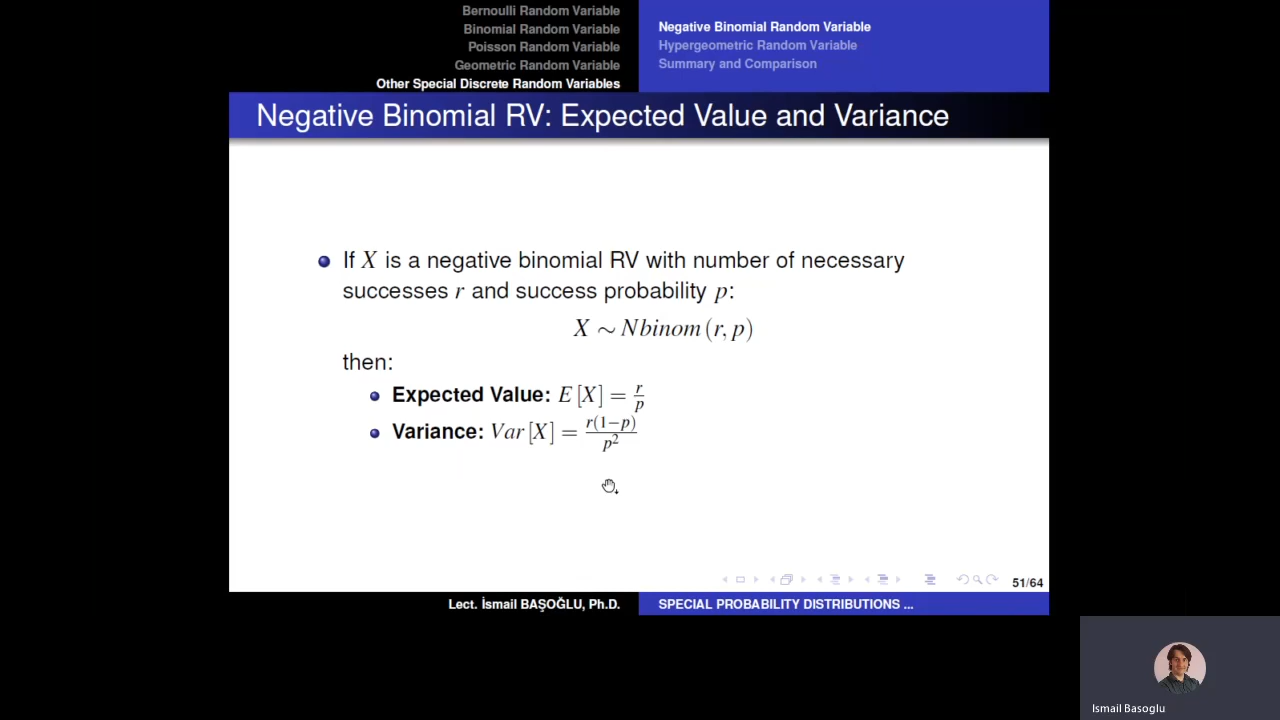 Bernoulli Random Variable
Binomial Random Variable
Poisson Random Variable
Geometric Random Variable
Other Special Discrete Random Variables
Negative Binomial Random Variable
Hypergeometric Random Variable
Summary and Comparison
Negative Binomial RV: Expected Value and Variance
If X is a negative binomial RV with number of necessary
successes r and success probability p:
X ∼ Nbinom (r, p)
then:
Expected Value: E [X] = r/p
Variance: Var [X] = r(1−p)/p²
51/64
Lect. İsmail BAŞOĞLU, Ph.D.
SPECIAL PROBABILITY DISTRIBUTIONS ...
Ismail Basoglu